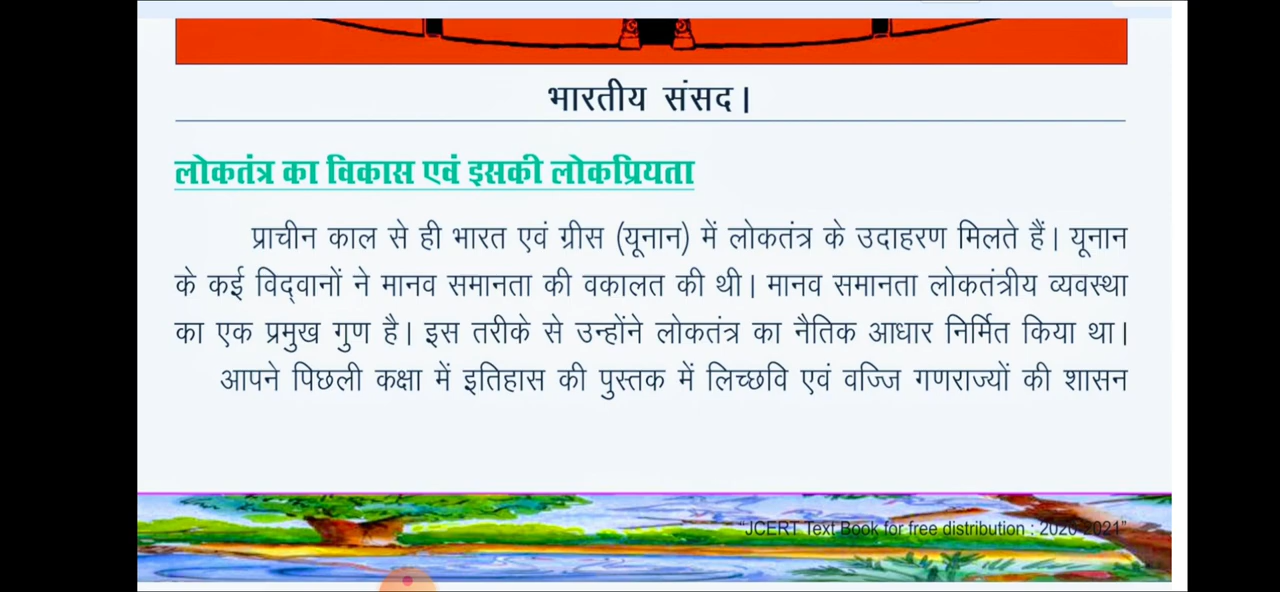 भारतीय संसद।
लोकतंत्र का विकास एवं इसकी लोकप्रियता
प्राचीन काल से ही भारत एवं ग्रीस (यूनान) में लोकतंत्र के उदाहरण मिलते हैं। यूनान
के कई विद्‌वानों ने मानव समानता की वकालत की थी। मानव समानता लोकतंत्रीय व्यवस्था
का एक प्रमुख गुण है। इस तरीके से उन्होंने लोकतंत्र का नैतिक आधार निर्मित किया था।
आपने पिछली कक्षा में इतिहास की पुस्तक में लिच्छवि एवं वज्जि गणराज्यों की शासन
“JCERT Text Book for free distribution : 2020-2021”